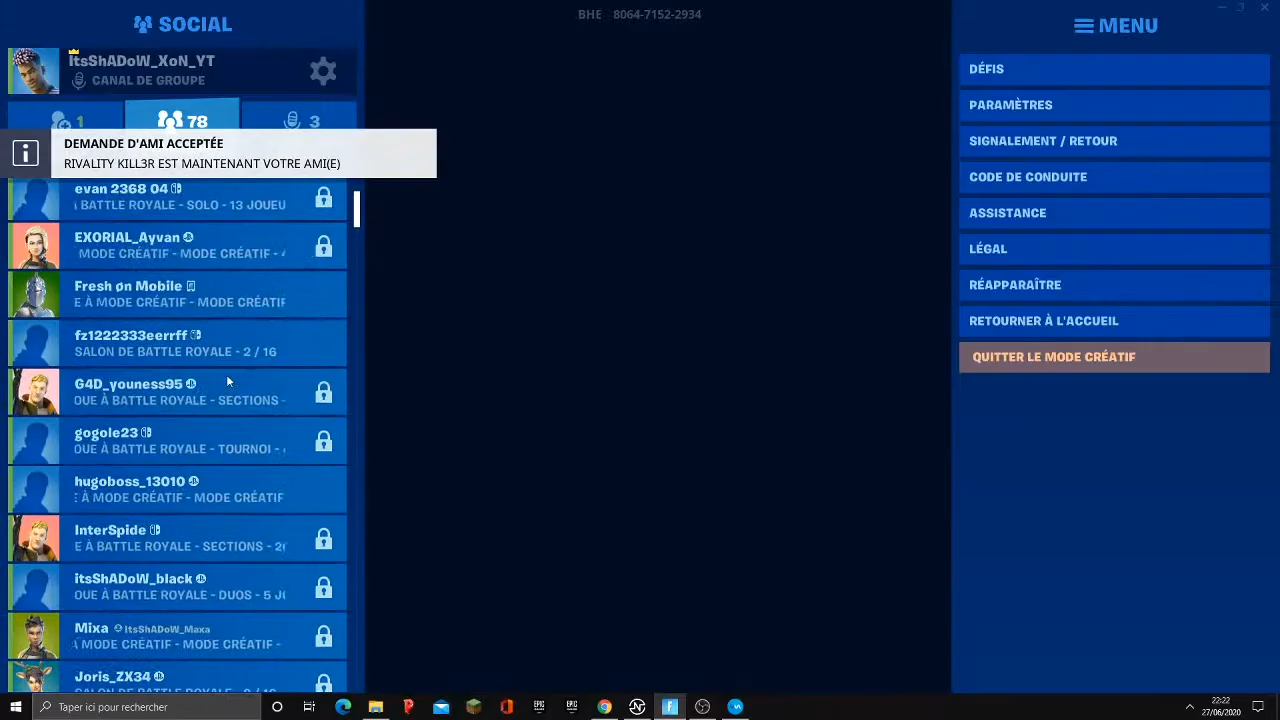 SOCIAL
ItsShADoW_XoN_YT
CANAL DE GROUPE
1
78
3
DEMANDE D'AMI ACCEPTÉE
RIVALITY KILL3R EST MAINTENANT VOTRE AMI(E)
evan 2368 04
BATTLE ROYALE - SOLO - 13 JOUEU
EXORIAL_Ayvan
MODE CRÉATIF - MODE CRÉATIF -
Fresh øn Mobile
E À MODE CRÉATIF - MODE CRÉATIF
fz1222333eerrff
SALON DE BATTLE ROYALE - 2 / 16
G4D_youness95
OUE À BATTLE ROYALE - SECTIONS -
gogole23
OUE À BATTLE ROYALE - TOURNOI -
hugoboss_13010
E À MODE CRÉATIF - MODE CRÉATIF
InterSpide
E À BATTLE ROYALE - SECTIONS - 2
itsShADoW_black
OUE À BATTLE ROYALE - DUOS - 5 J
Mixa ItsShADoW_Maxa
À MODE CRÉATIF - MODE CRÉATIF -
Joris_ZX34
BHE 8064-7152-2934
MENU
DÉFIS
PARAMÈTRES
SIGNALEMENT / RETOUR
CODE DE CONDUITE
ASSISTANCE
LÉGAL
RÉAPPARAÎTRE
RETOURNER À L'ACCUEIL
QUITTER LE MODE CRÉATIF
Taper ici pour rechercher
EPIC
EPIC
22:22
27/06/2020